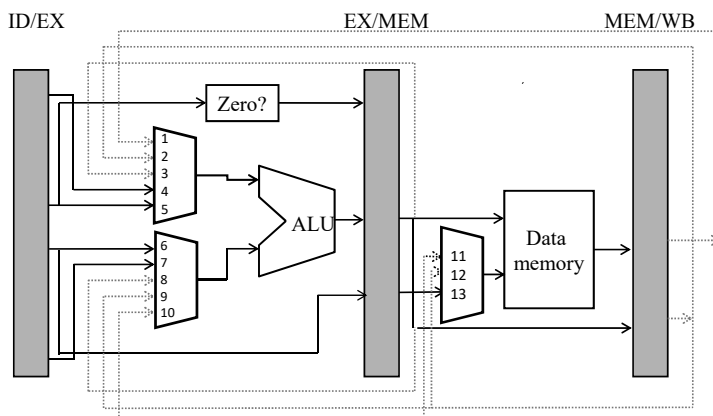 ID/EX EX/MEM MEM/WB
Zero?
1
2
3
4
5
ALU
6
7
8
9
10
11
12
13
Data
memory